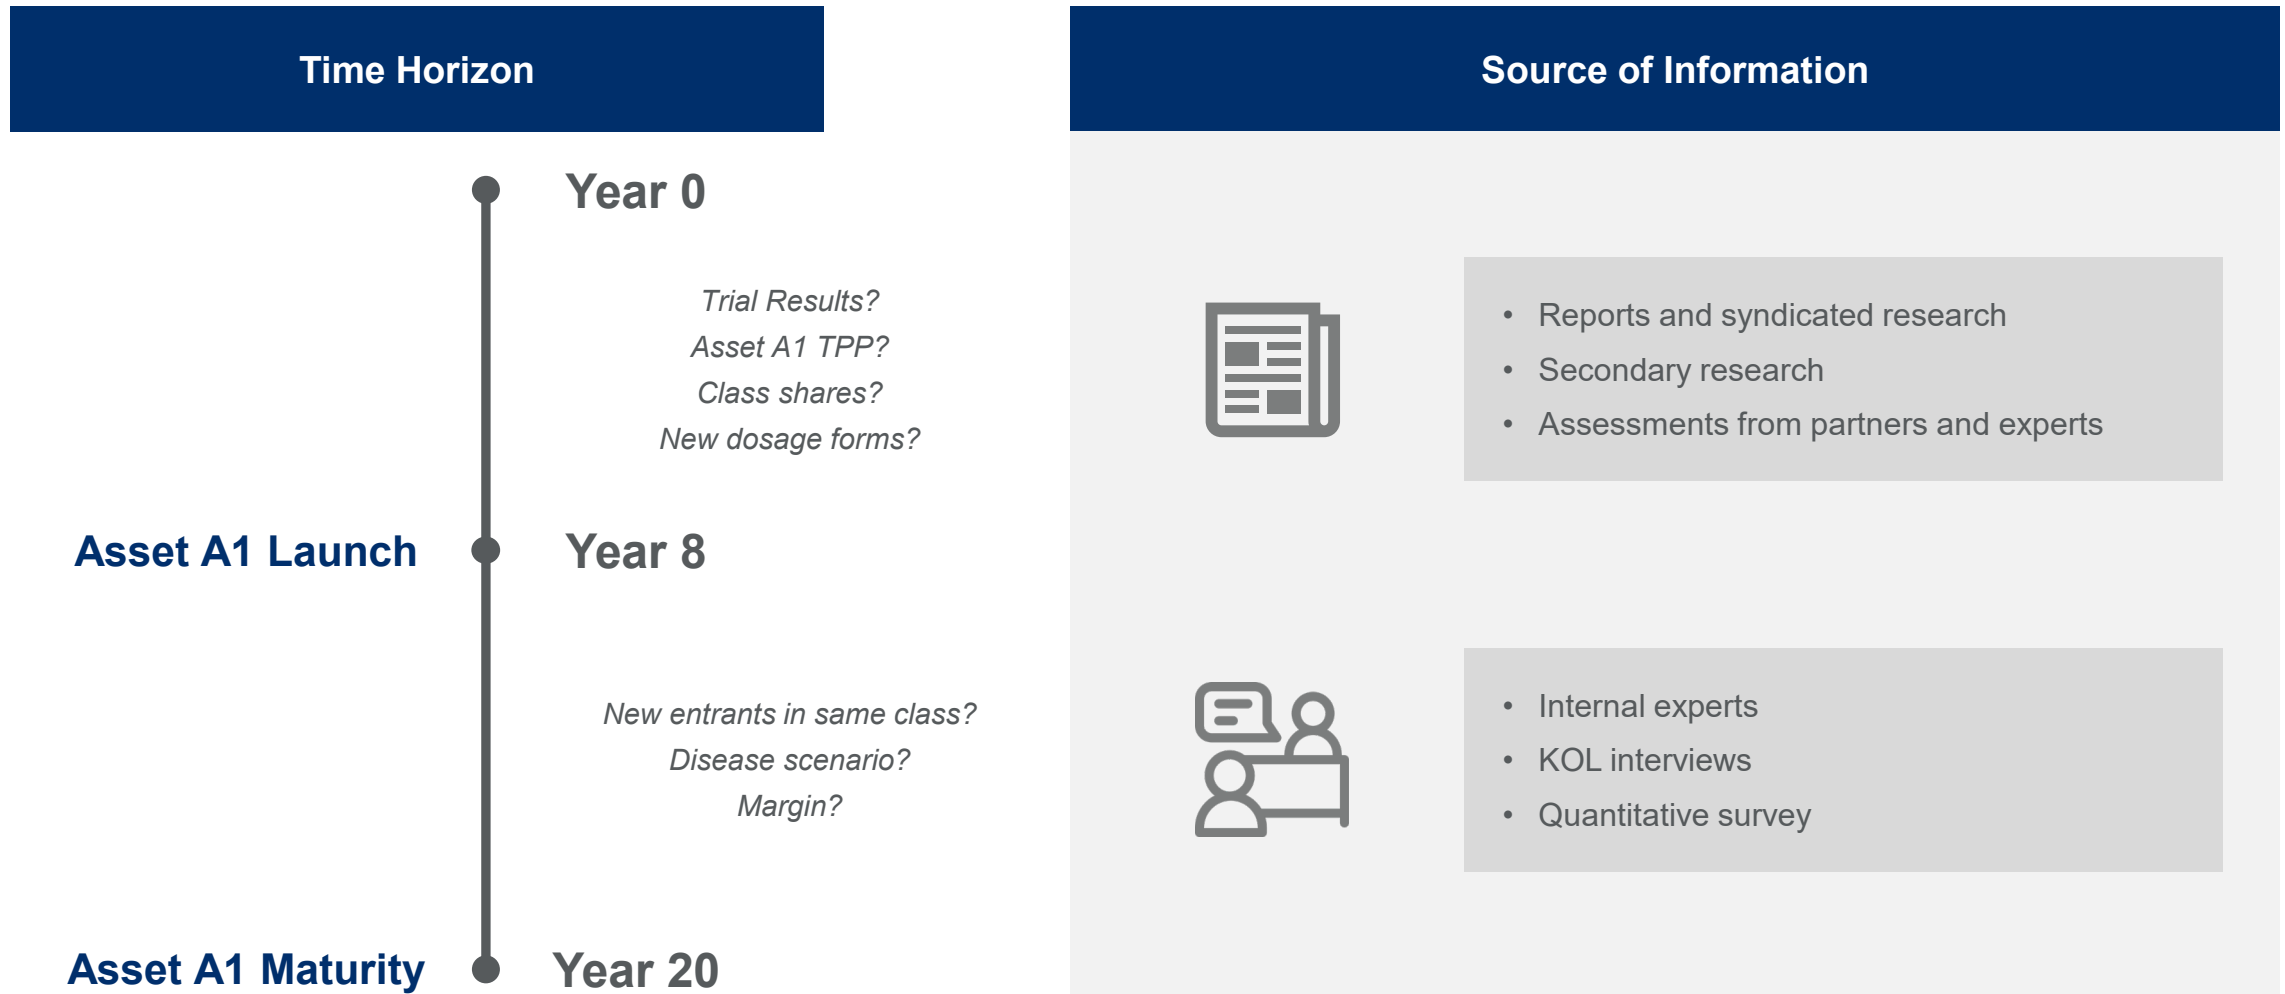 Time Horizon
Year 0
Trial Results?
Asset A1 TPP?
Class shares?
New dosage forms?
Asset A1 Launch
Year 8
New entrants in same class?
Disease scenario?
Margin?
Asset A1 Maturity
Year 20
Source of Information
• Reports and syndicated research
• Secondary research
• Assessments from partners and experts
• Internal experts
• KOL interviews
• Quantitative survey